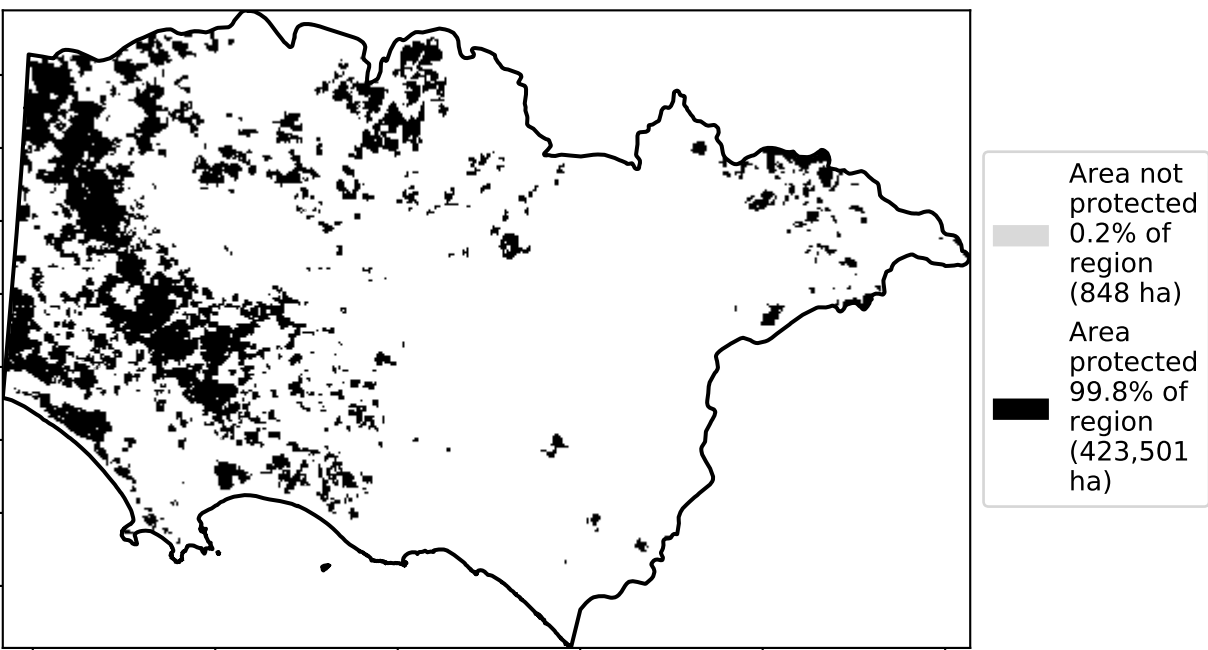 Area not
protected
0.2% of
region
(848 ha)
Area
protected
99.8% of
region
(423,501
ha)